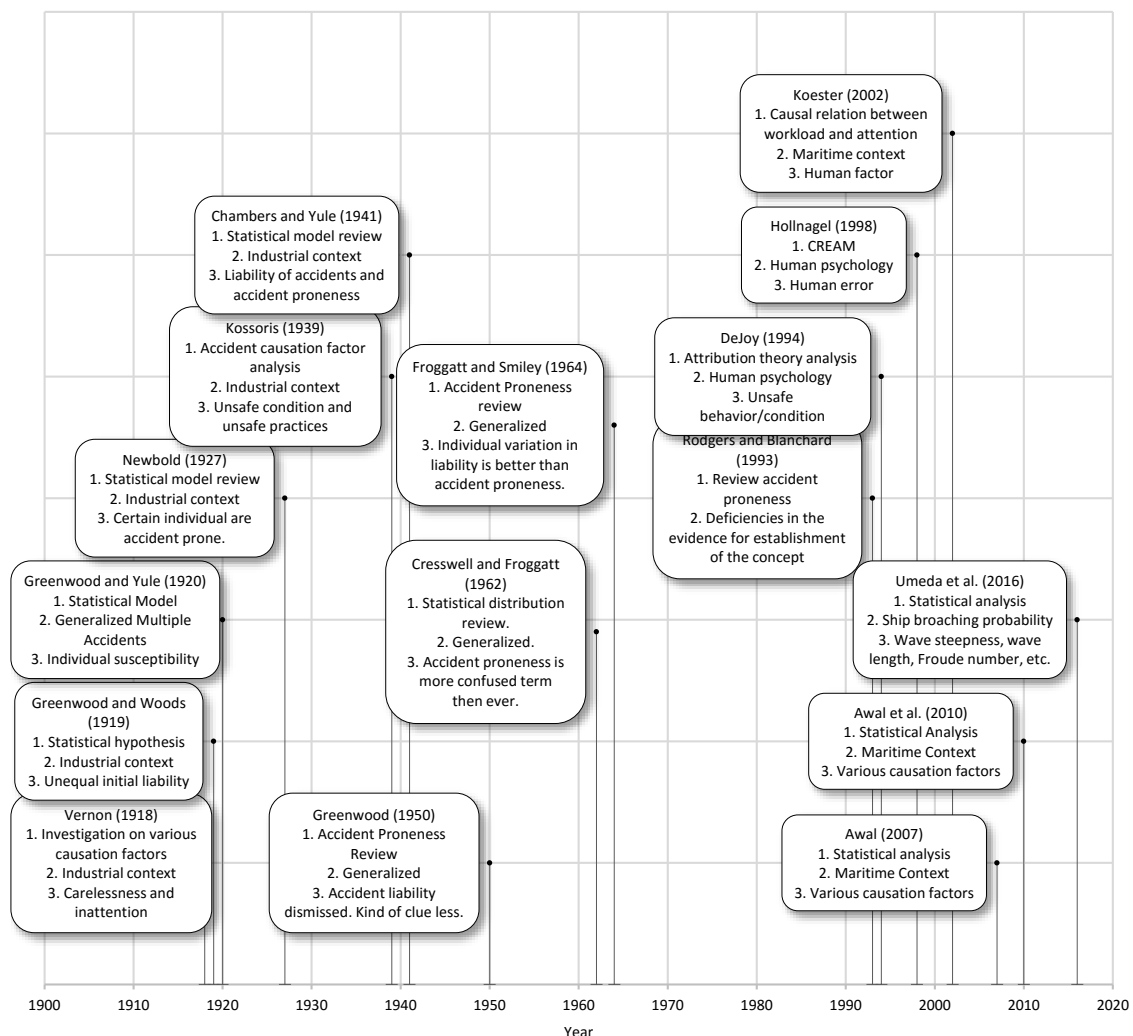 Koester (2002)
1. Causal relation between
workload and attention
2. Maritime context
3. Human factor
Chambers and Yule (1941)
1. Statistical model review
2. Industrial context
3. Liability of accidents and
accident proneness
Hollnagel (1998)
1. CREAM
2. Human psychology
3. Human error
Kossoris (1939)
1. Accident causation factor
analysis
2. Industrial context
3. Unsafe condition and
unsafe practices
Froggatt and Smiley (1964)
1. Accident Proneness
review
2. Generalized
3. Individual variation in
liability is better than
accident proneness.
DeJoy (1994)
1. Attribution theory analysis
2. Human psychology
3. Unsafe
behavior/condition
Rodgers and Blanchard
(1993)
1. Review accident
proneness
2. Deficiencies in the
evidence for establishment
of the concept
Newbold (1927)
1. Statistical model review
2. Industrial context
3. Certain individual are
accident prone.
Greenwood and Yule (1920)
1. Statistical Model
2. Generalized Multiple
Accidents
3. Individual susceptibility
Cresswell and Froggatt
(1962)
1. Statistical distribution
review.
2. Generalized.
3. Accident proneness is
more confused term
then ever.
Umeda et al. (2016)
1. Statistical analysis
2. Ship broaching probability
3. Wave steepness, wave
length, Froude number, etc.
Greenwood and Woods
(1919)
1. Statistical hypothesis
2. Industrial context
3. Unequal initial liability
Awal et al. (2010)
1. Statistical Analysis
2. Maritime Context
3. Various causation factors
Vernon (1918)
1. Investigation on various
causation factors
2. Industrial context
3. Carelessness and
inattention
Greenwood (1950)
1. Accident Proneness
Review
2. Generalized
3. Accident liability
dismissed. Kind of clue less.
Awal (2007)
1. Statistical analysis
2. Maritime Context
3. Various causation factors
1900 1910 1920 1930 1940 1950 1960 1970 1980 1990 2000 2010 2020
Year